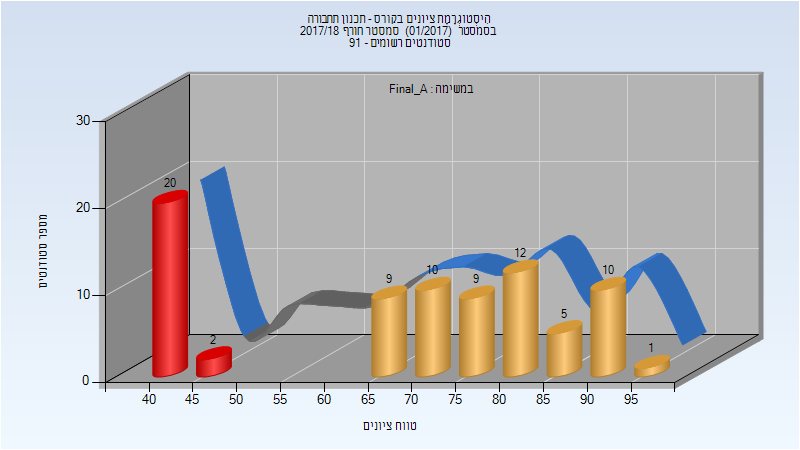 היסטוגרמת ציונים בקורס - תכנון תחבורה
בסמסטר (01/2017) סמסטר חורף 2017/18
סטודנטים רשומים - 91
במשימה : Final_A
מספר סטודנטים
30
20
10
0
20
2
9
10
9
12
5
10
1
40 45 50 55 60 65 70 75 80 85 90 95
טווח ציונים